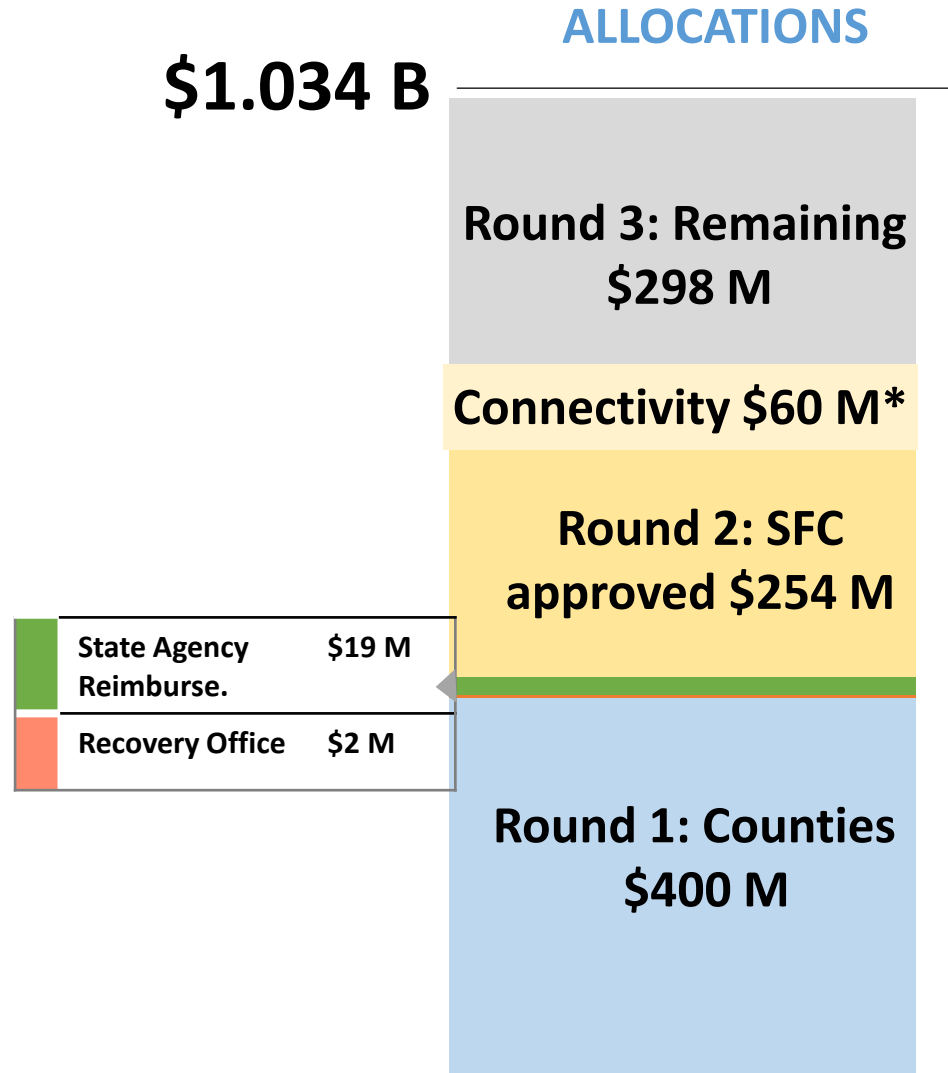 ALLOCATIONS
$1.034 B
Round 3: Remaining
$298 M
Connectivity $60 M*
Round 2: SFC
approved $254 M
State Agency $19 M
Reimburse.
Recovery Office $2 M
Round 1: Counties
$400 M